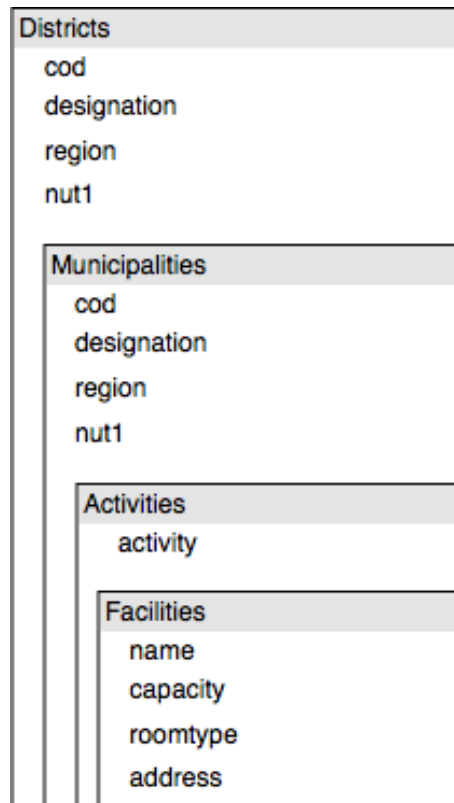 Districts
cod
designation
region
nut1
Municipalities
cod
designation
region
nut1
Activities
activity
Facilities
name
capacity
roomtype
address